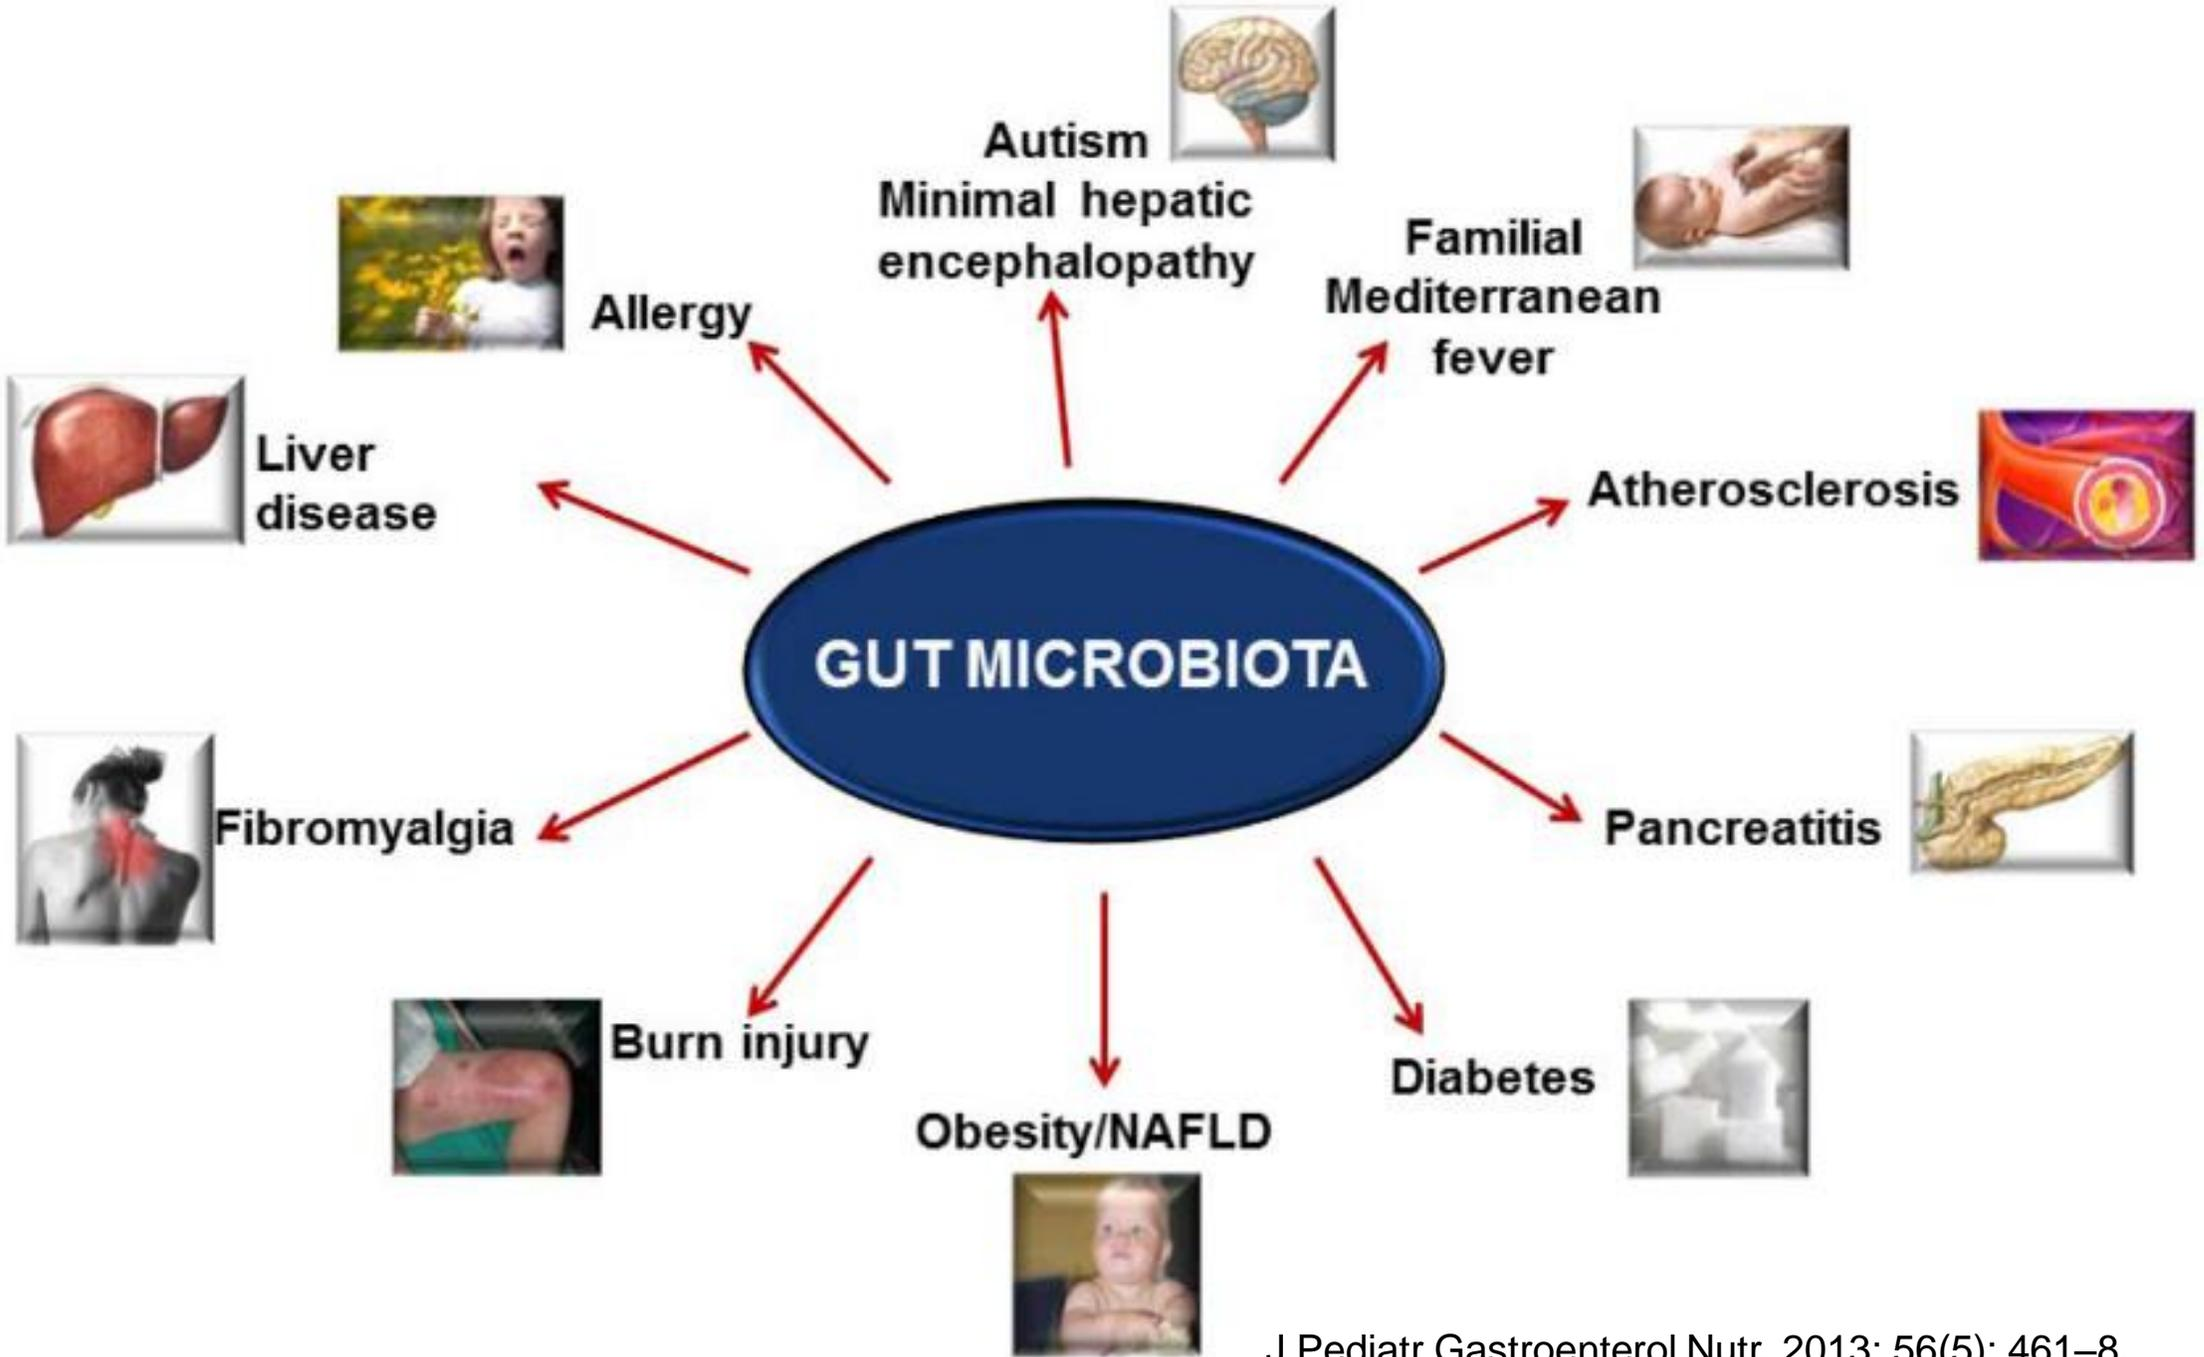 Autism
Minimal hepatic
encephalopathy
Familial
Mediterranean
fever
Allergy
Liver
disease
Atherosclerosis
GUT MICROBIOTA
Fibromyalgia
Pancreatitis
Burn injury
Diabetes
Obesity/NAFLD
J Pediatr Gastroenterol Nutr. 2013; 56(5): 461–8